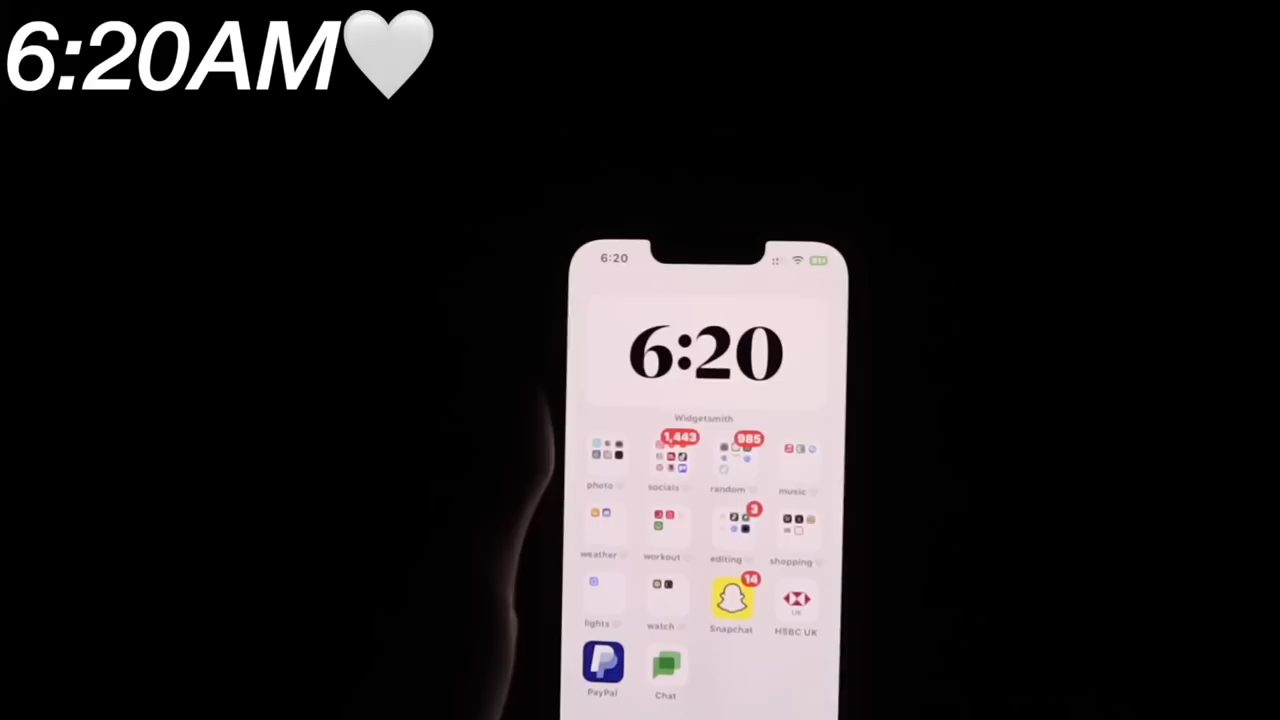 6:20AM🤍
6:20
6:20
Widgetsmith
1,443
985
photo
socials
random
music
3
weather
workout
editing
shopping
14
UK
lights
watch
Snapchat
HSBC UK
PayPal
Chat